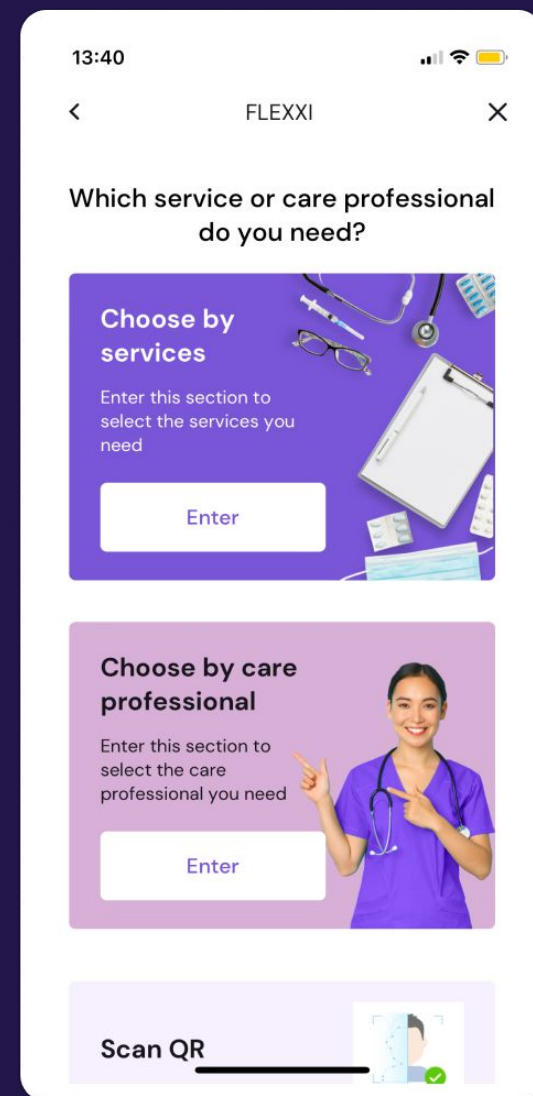 13:40
FLEXXI
Which service or care professional
do you need?
Choose by
services
Enter this section to
select the services you
need
Enter
Choose by care
professional
Enter this section to
select the care
professional you need
Enter
Scan QR